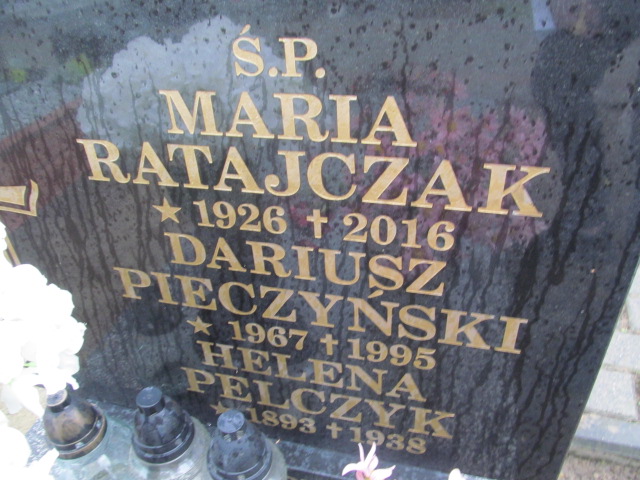 Ś.P.
MARIA
RATAJCZAK
★ 1926 ✝ 2016
DARIUSZ
PIECZYŃSKI
★ 1967 ✝ 1995
HELENA
PELCZYK
★ 1893 ✝ 1938